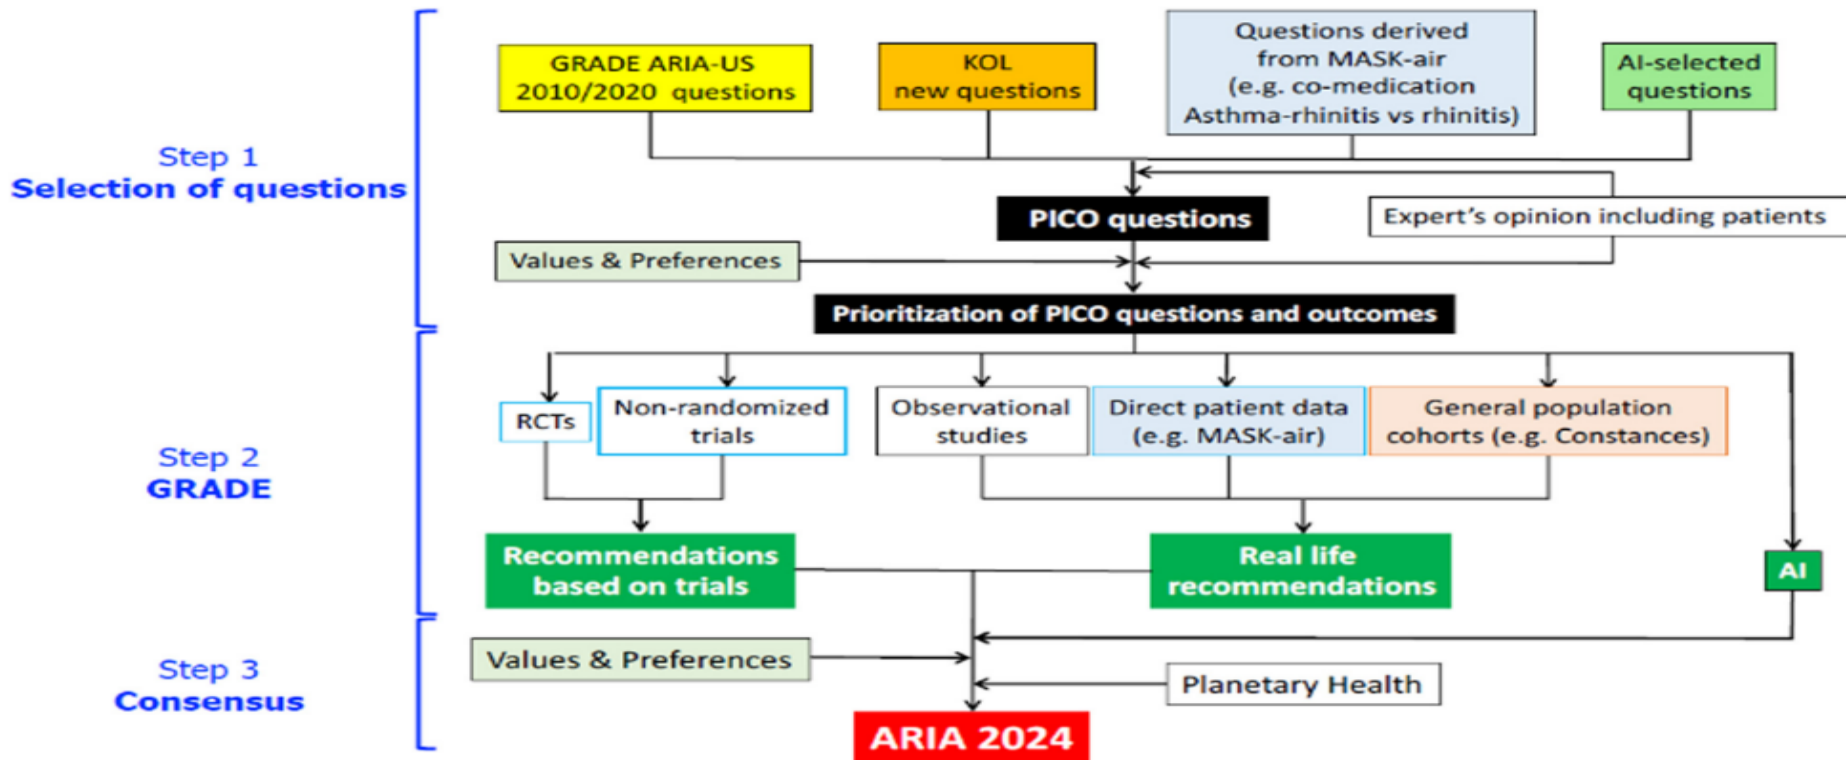 GRADE ARIA-US
2010/2020 questions
KOL
new questions
Questions derived
from MASK-air
(e.g. co-medication
Asthma-rhinitis vs rhinitis)
AI-selected
questions
Step 1
Selection of questions
PICO questions
Expert's opinion including patients
Values & Preferences
Prioritization of PICO questions and outcomes
Step 2
GRADE
RCTs
Non-randomized
trials
Observational
studies
Direct patient data
(e.g. MASK-air)
General population
cohorts (e.g. Constances)
Recommendations
based on trials
Real life
recommendations
AI
Step 3
Consensus
Values & Preferences
Planetary Health
ARIA 2024